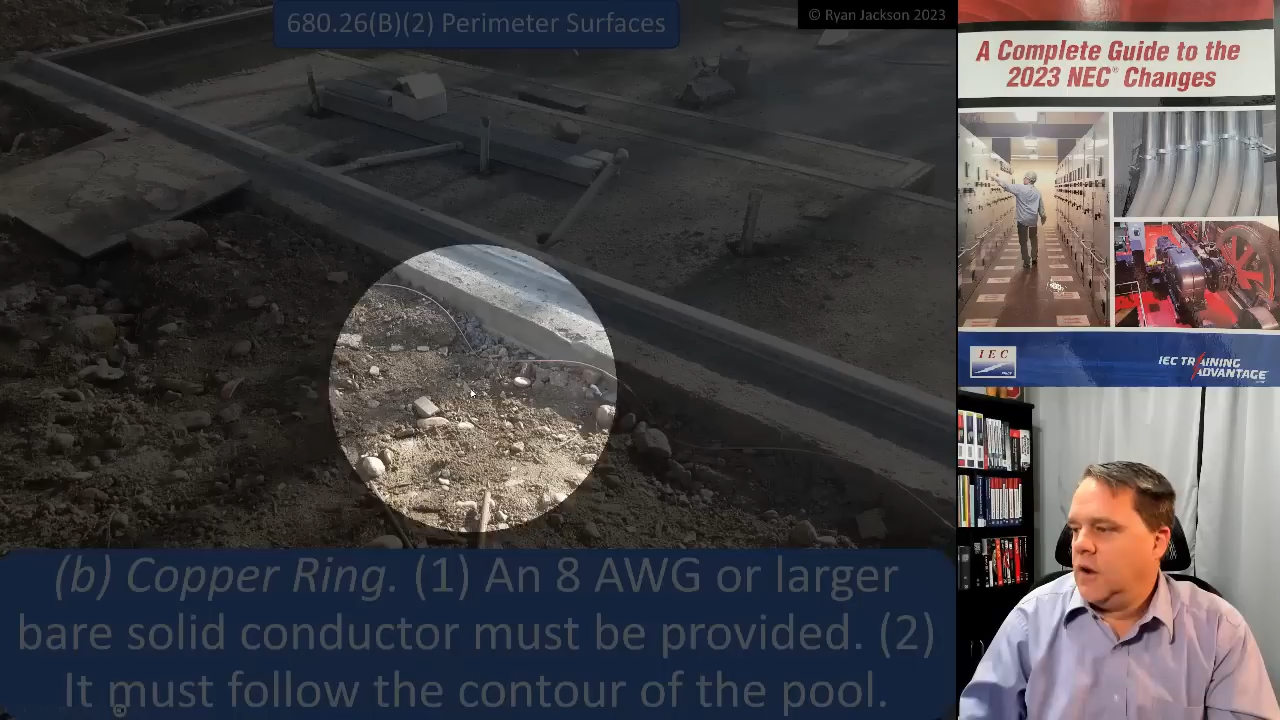 680.26(B)(2) Perimeter Surfaces
© Ryan Jackson 2023
(b) Copper Ring. (1) An 8 AWG or larger
bare solid conductor must be provided. (2)
It must follow the contour of the pool.
A Complete Guide to the
2023 NEC® Changes
IEC
IEC TRAINING
ADVANTAGE